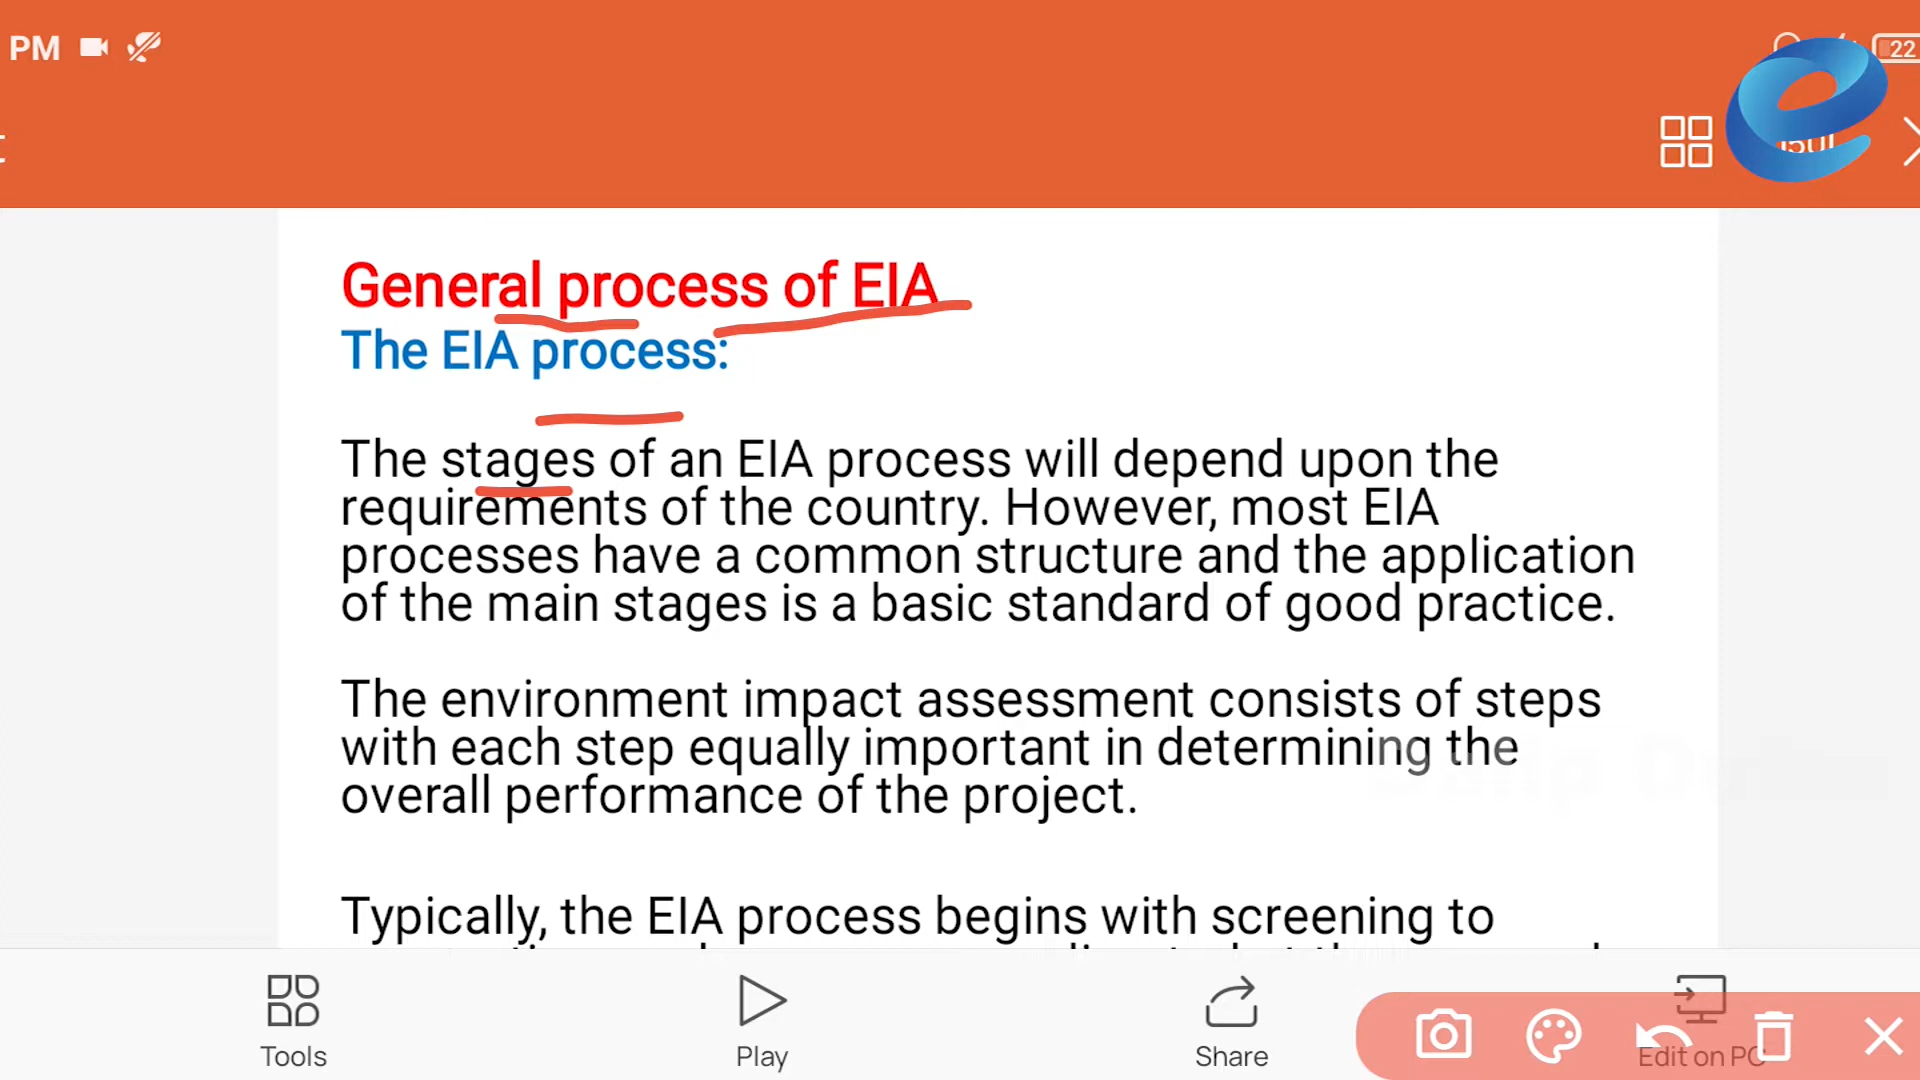 PM
22
General process of EIA
The EIA process:
The stages of an EIA process will depend upon the
requirements of the country. However, most EIA
processes have a common structure and the application
of the main stages is a basic standard of good practice.
The environment impact assessment consists of steps
with each step equally important in determining the
overall performance of the project.
Typically, the EIA process begins with screening to
Tools
Play
Share
Edit on PC